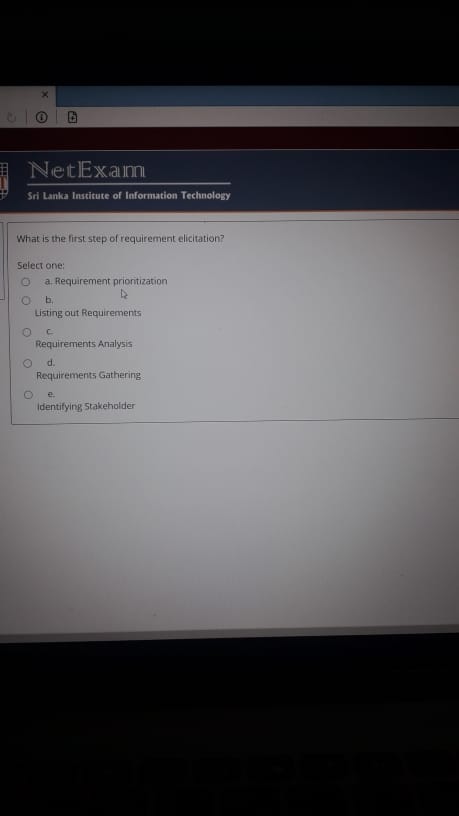 NetExam
Sri Lanka Institute of Information Technology
What is the first step of requirement elicitation?
Select one:
a. Requirement prioritization
b.
Listing out Requirements
c.
Requirements Analysis
d.
Requirements Gathering
e.
Identifying Stakeholder